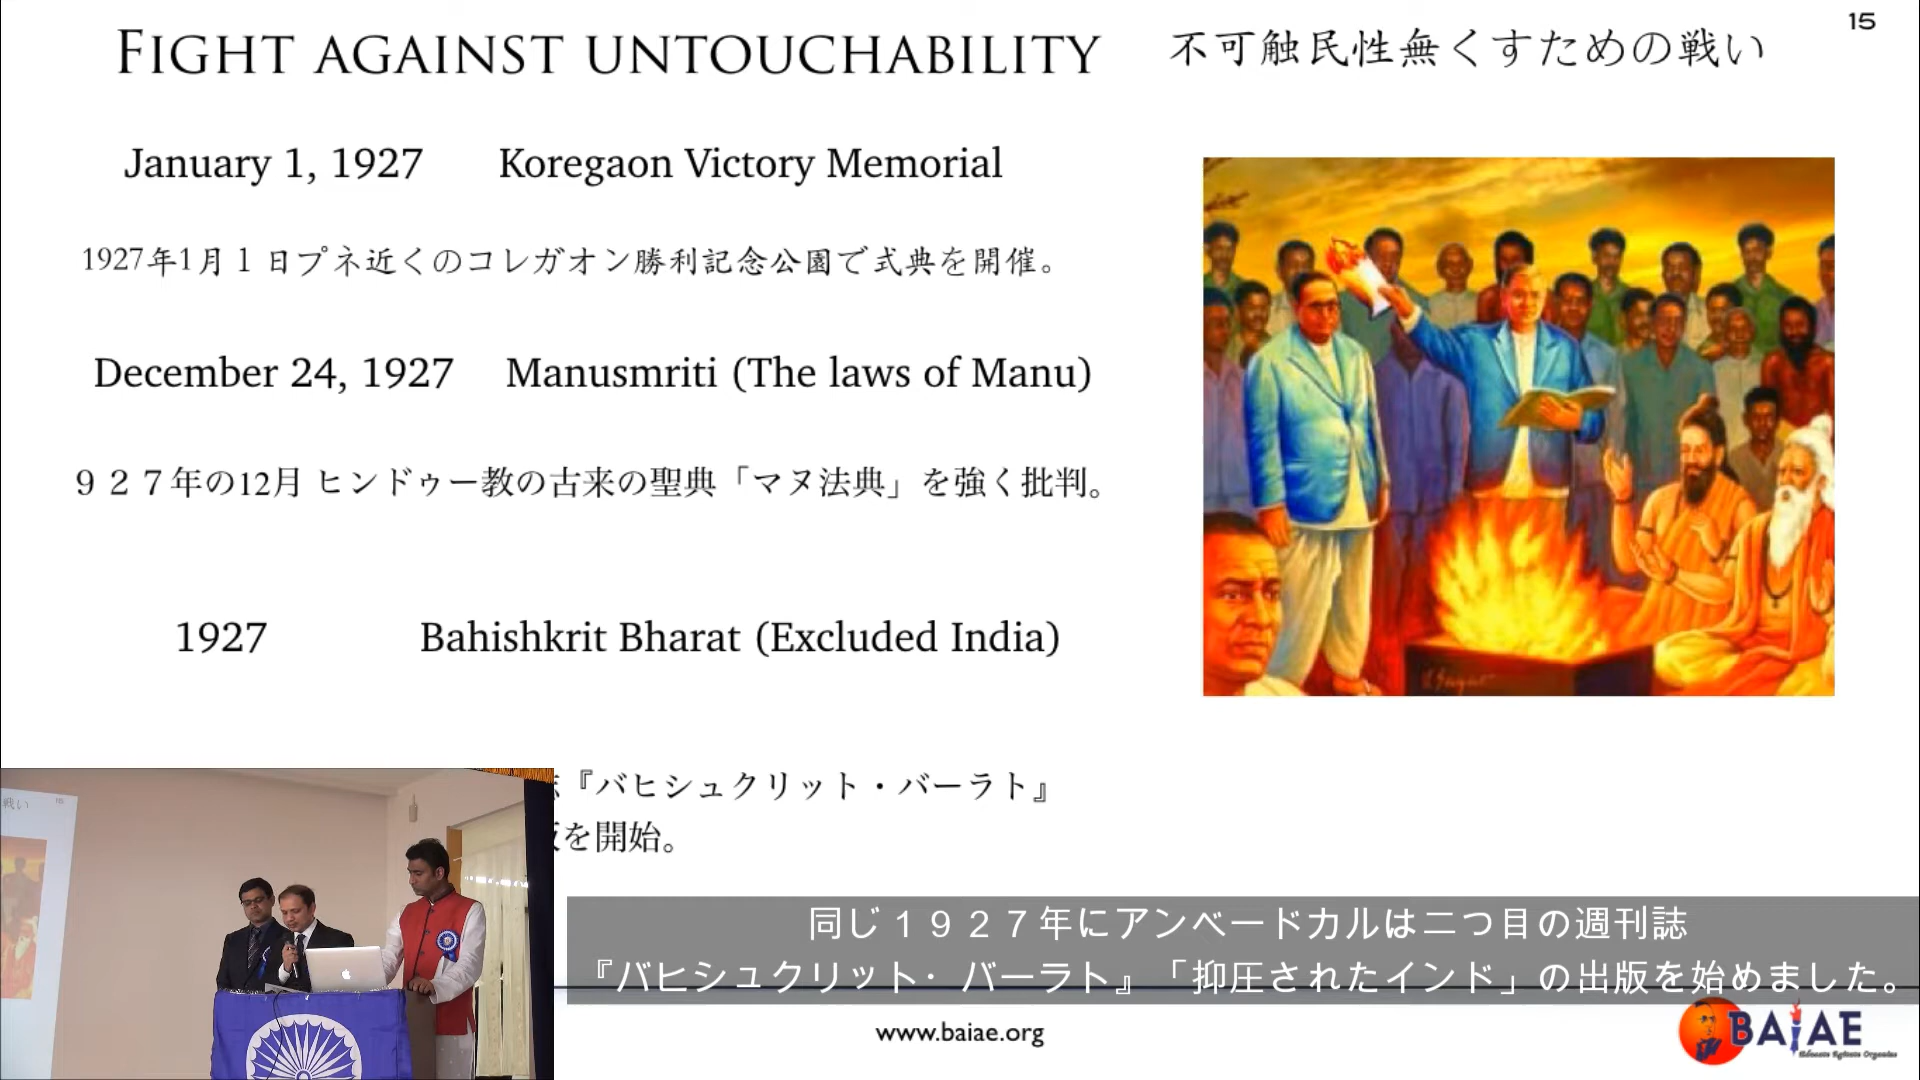 FIGHT AGAINST UNTOUCHABILITY
不可触民性無くすための戦い
15
January 1, 1927 Koregaon Victory Memorial
1927年1月１日プネ近くのコレガオン勝利記念公園で式典を開催。
December 24, 1927 Manusmriti (The laws of Manu)
９２７年の12月 ヒンドゥー教の古来の聖典「マヌ法典」を強く批判。
1927 Bahishkrit Bharat (Excluded India)
『バヒシュクリット・バーラト』
を開始。
戦い
同じ１９２７年にアンベードカルは二つ目の週刊誌
『バヒシュクリット・バーラト』「抑圧されたインド」の出版を始めました。
www.baiae.org
BAIAE
Educate Agitate Organize